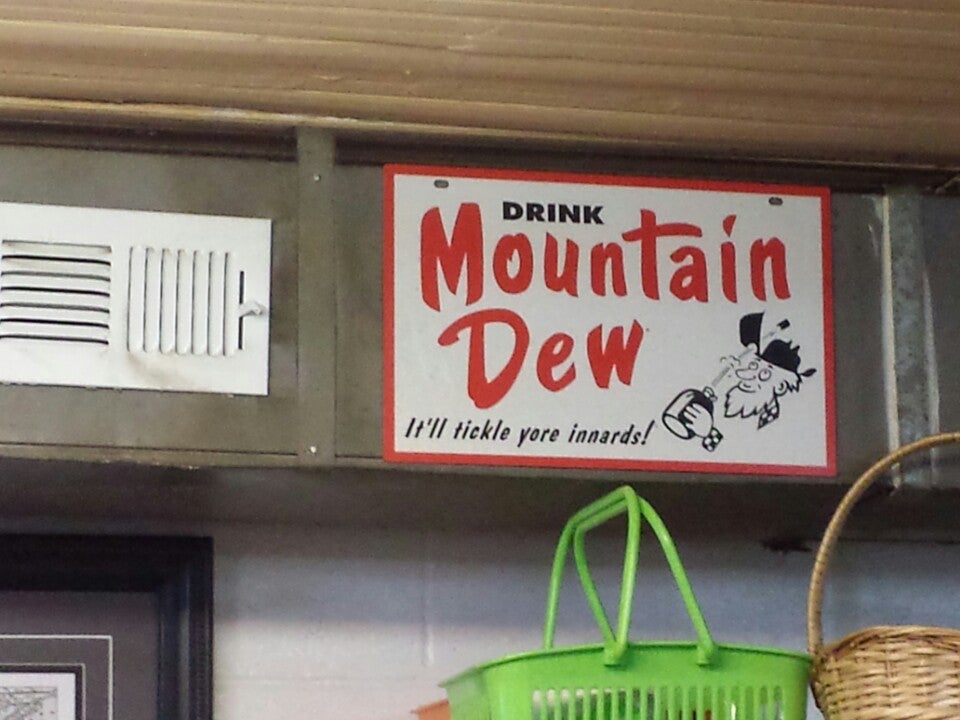 DRINK
Mountain
Dew
It'll tickle yore innards!